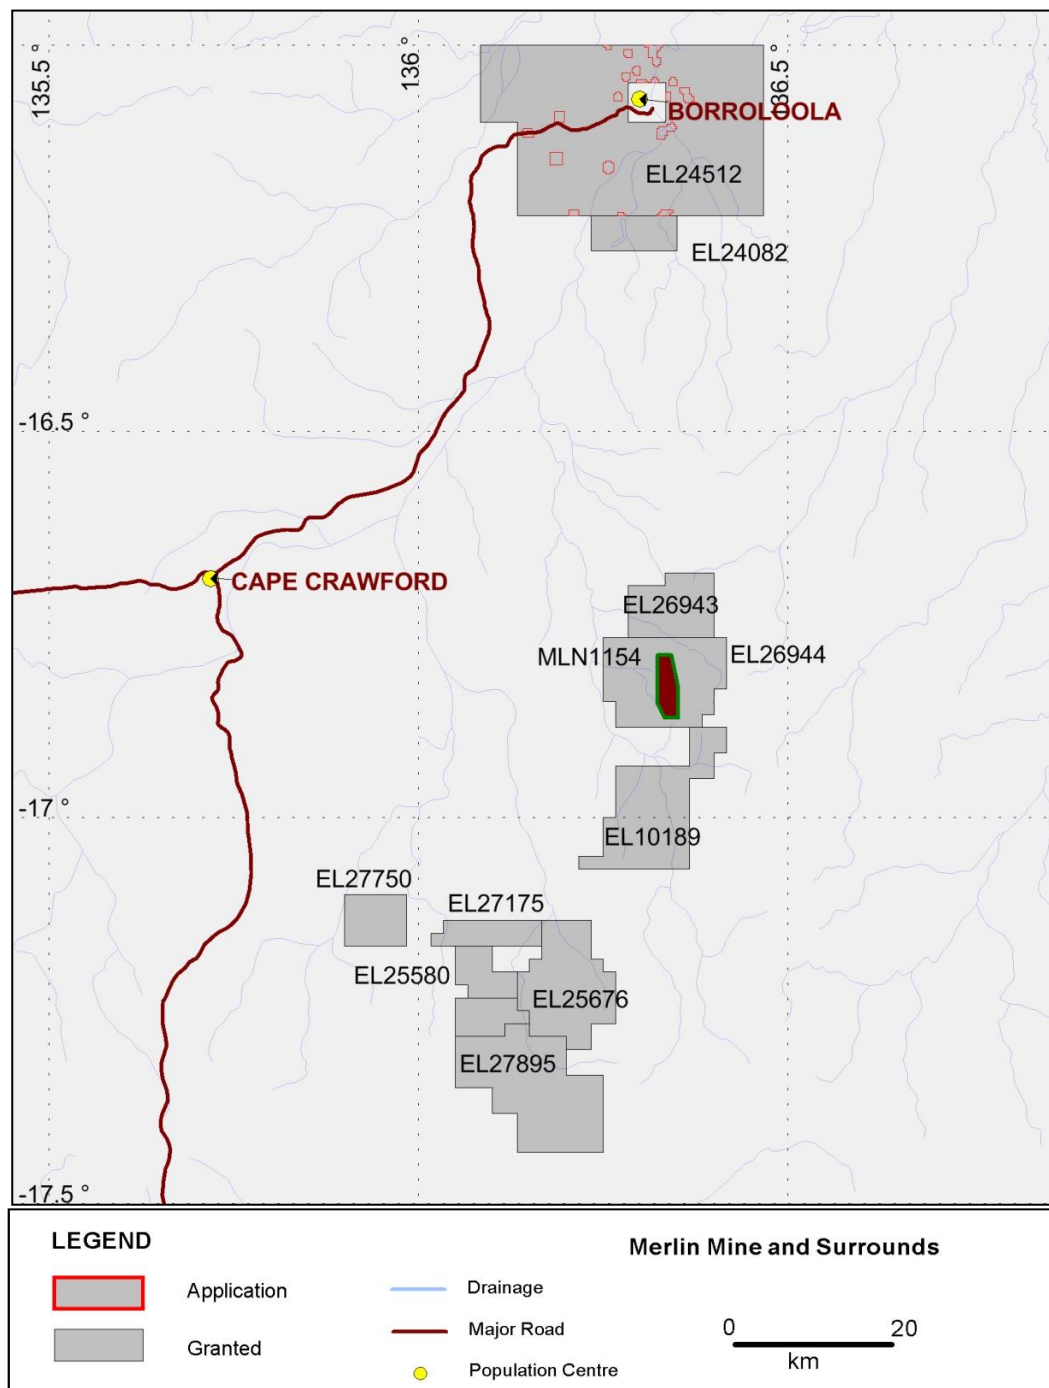 135.5 °
136 °
136.5 °
BORROLOOLA
EL24512
EL24082
-16.5 °
CAPE CRAWFORD
EL26943
MLN1154
EL26944
-17 °
EL10189
EL27750
EL27175
EL25580
EL25676
EL27895
-17.5 °
LEGEND
Merlin Mine and Surrounds
Application
Drainage
Granted
Major Road
0 20
km
Population Centre